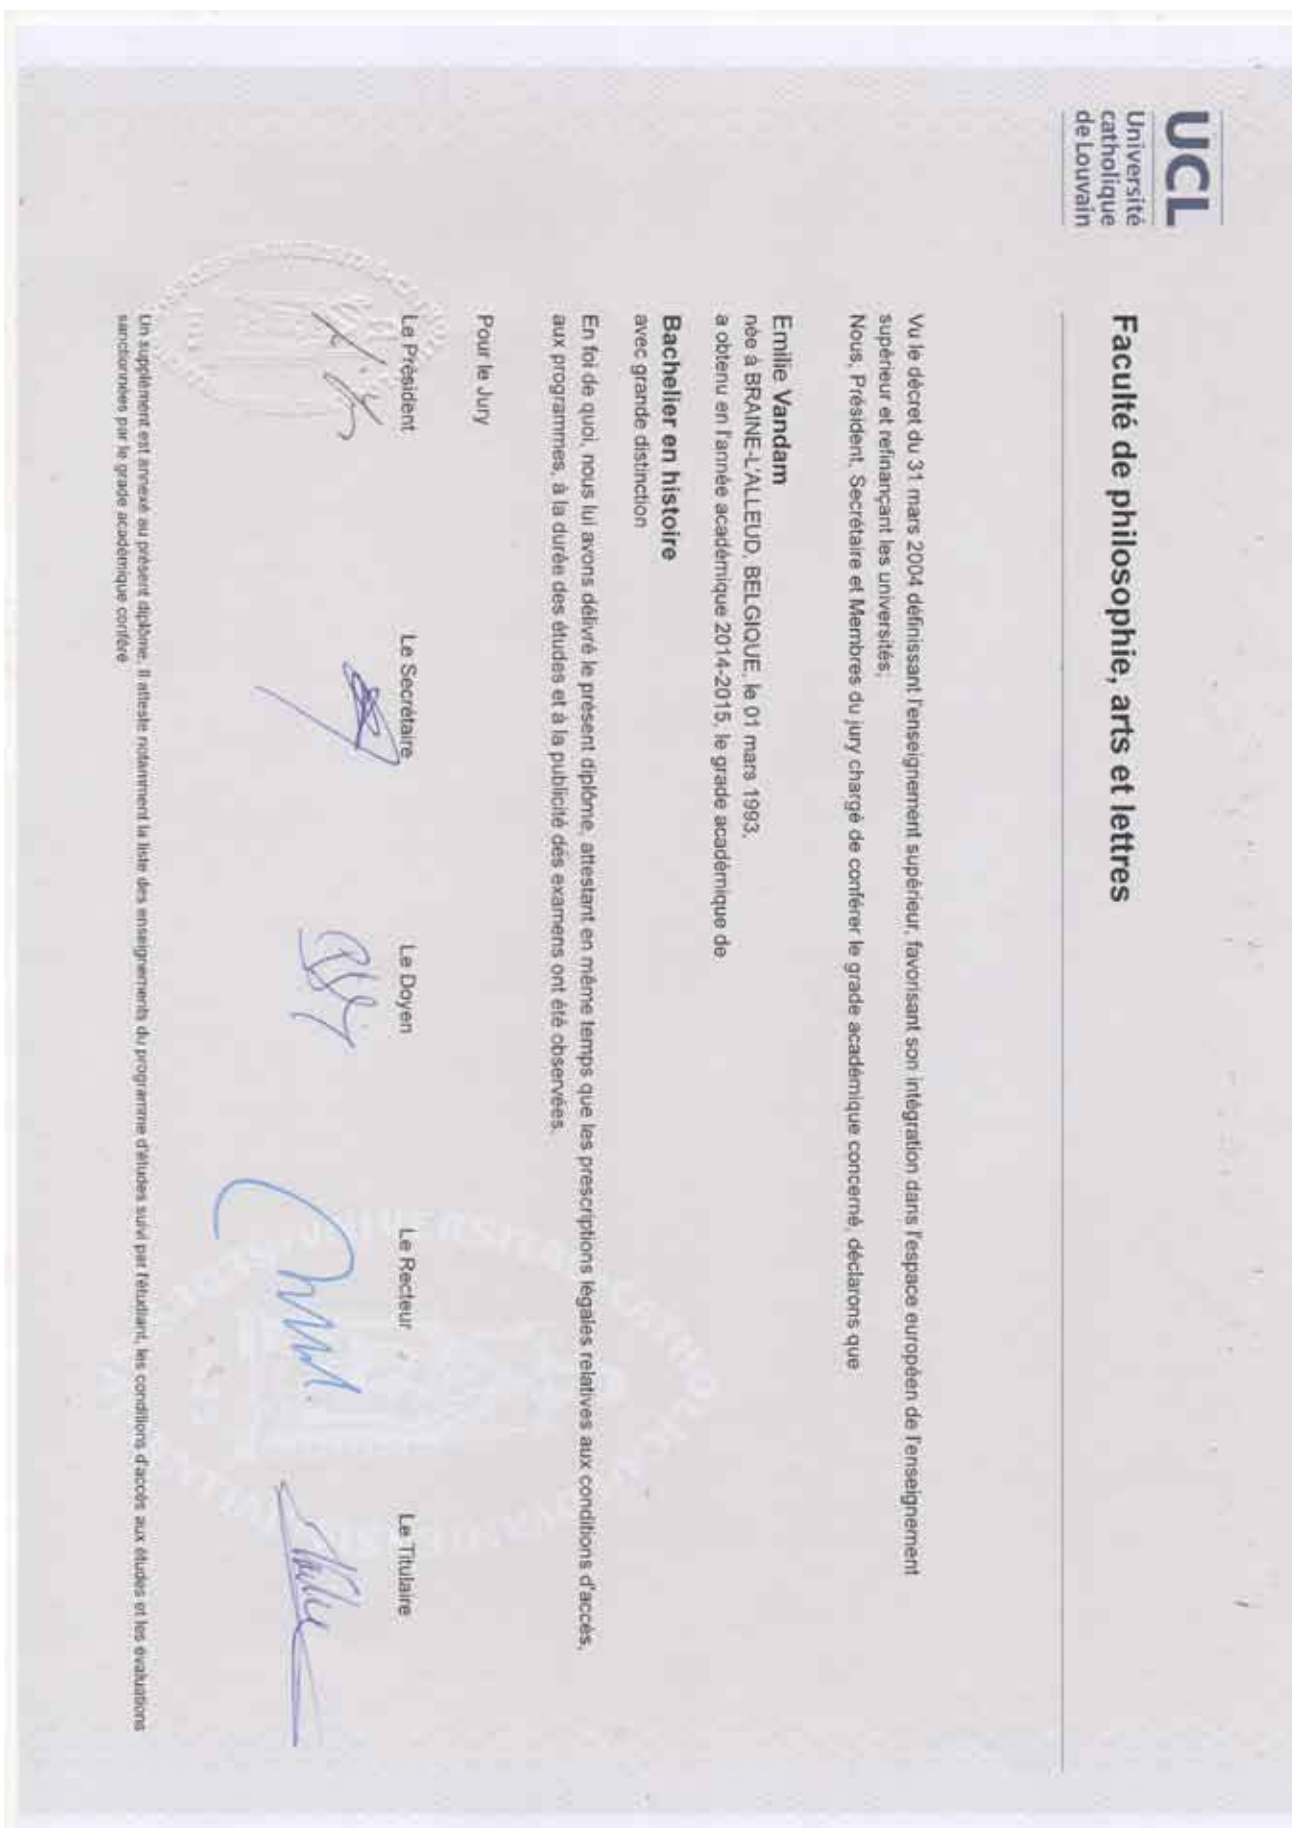 UCL
Université
catholique
de Louvain
Faculté de philosophie, arts et lettres
Vu le décret du 31 mars 2004 définissant l'enseignement supérieur, favorisant son intégration dans l'espace européen de l'enseignement
supérieur et refinançant les universités;
Nous, Président, Secrétaire et Membres du jury chargé de conférer le grade académique concerné, déclarons que
Emilie Vandam
née à BRAINE-L'ALLEUD, BELGIQUE, le 01 mars 1993,
a obtenu en l'année académique 2014-2015, le grade académique de
Bachelier en histoire
avec grande distinction
En foi de quoi, nous lui avons délivré le présent diplôme, attestant en même temps que les prescriptions légales relatives aux conditions d'accès,
aux programmes, à la durée des études et à la publicité des examens ont été observées.
Pour le Jury
Le Président Le Secrétaire Le Doyen Le Recteur Le Titulaire
Un supplément est annexé au présent diplôme. Il atteste notamment la liste des enseignements du programme d'études suivi par l'étudiant, les conditions d'accès aux études et les évaluations
sanctionnées par le grade académique conféré